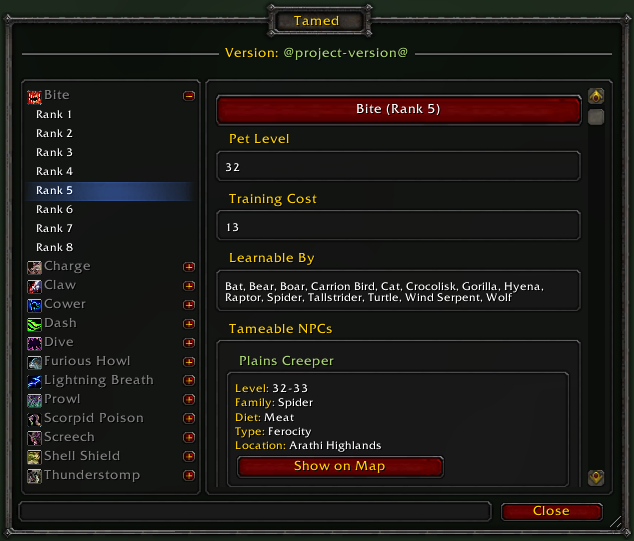 Tamed
Version: @project-version@
Bite
Rank 1
Rank 2
Rank 3
Rank 4
Rank 5
Rank 6
Rank 7
Rank 8
Charge
Claw
Cower
Dash
Dive
Furious Howl
Lightning Breath
Prowl
Scorpid Poison
Screech
Shell Shield
Thunderstomp
Bite (Rank 5)
Pet Level
32
Training Cost
13
Learnable By
Bat, Bear, Boar, Carrion Bird, Cat, Crocolisk, Gorilla, Hyena,
Raptor, Spider, Tallstrider, Turtle, Wind Serpent, Wolf
Tameable NPCs
Plains Creeper
Level: 32-33
Family: Spider
Diet: Meat
Type: Ferocity
Location: Arathi Highlands
Show on Map
Close